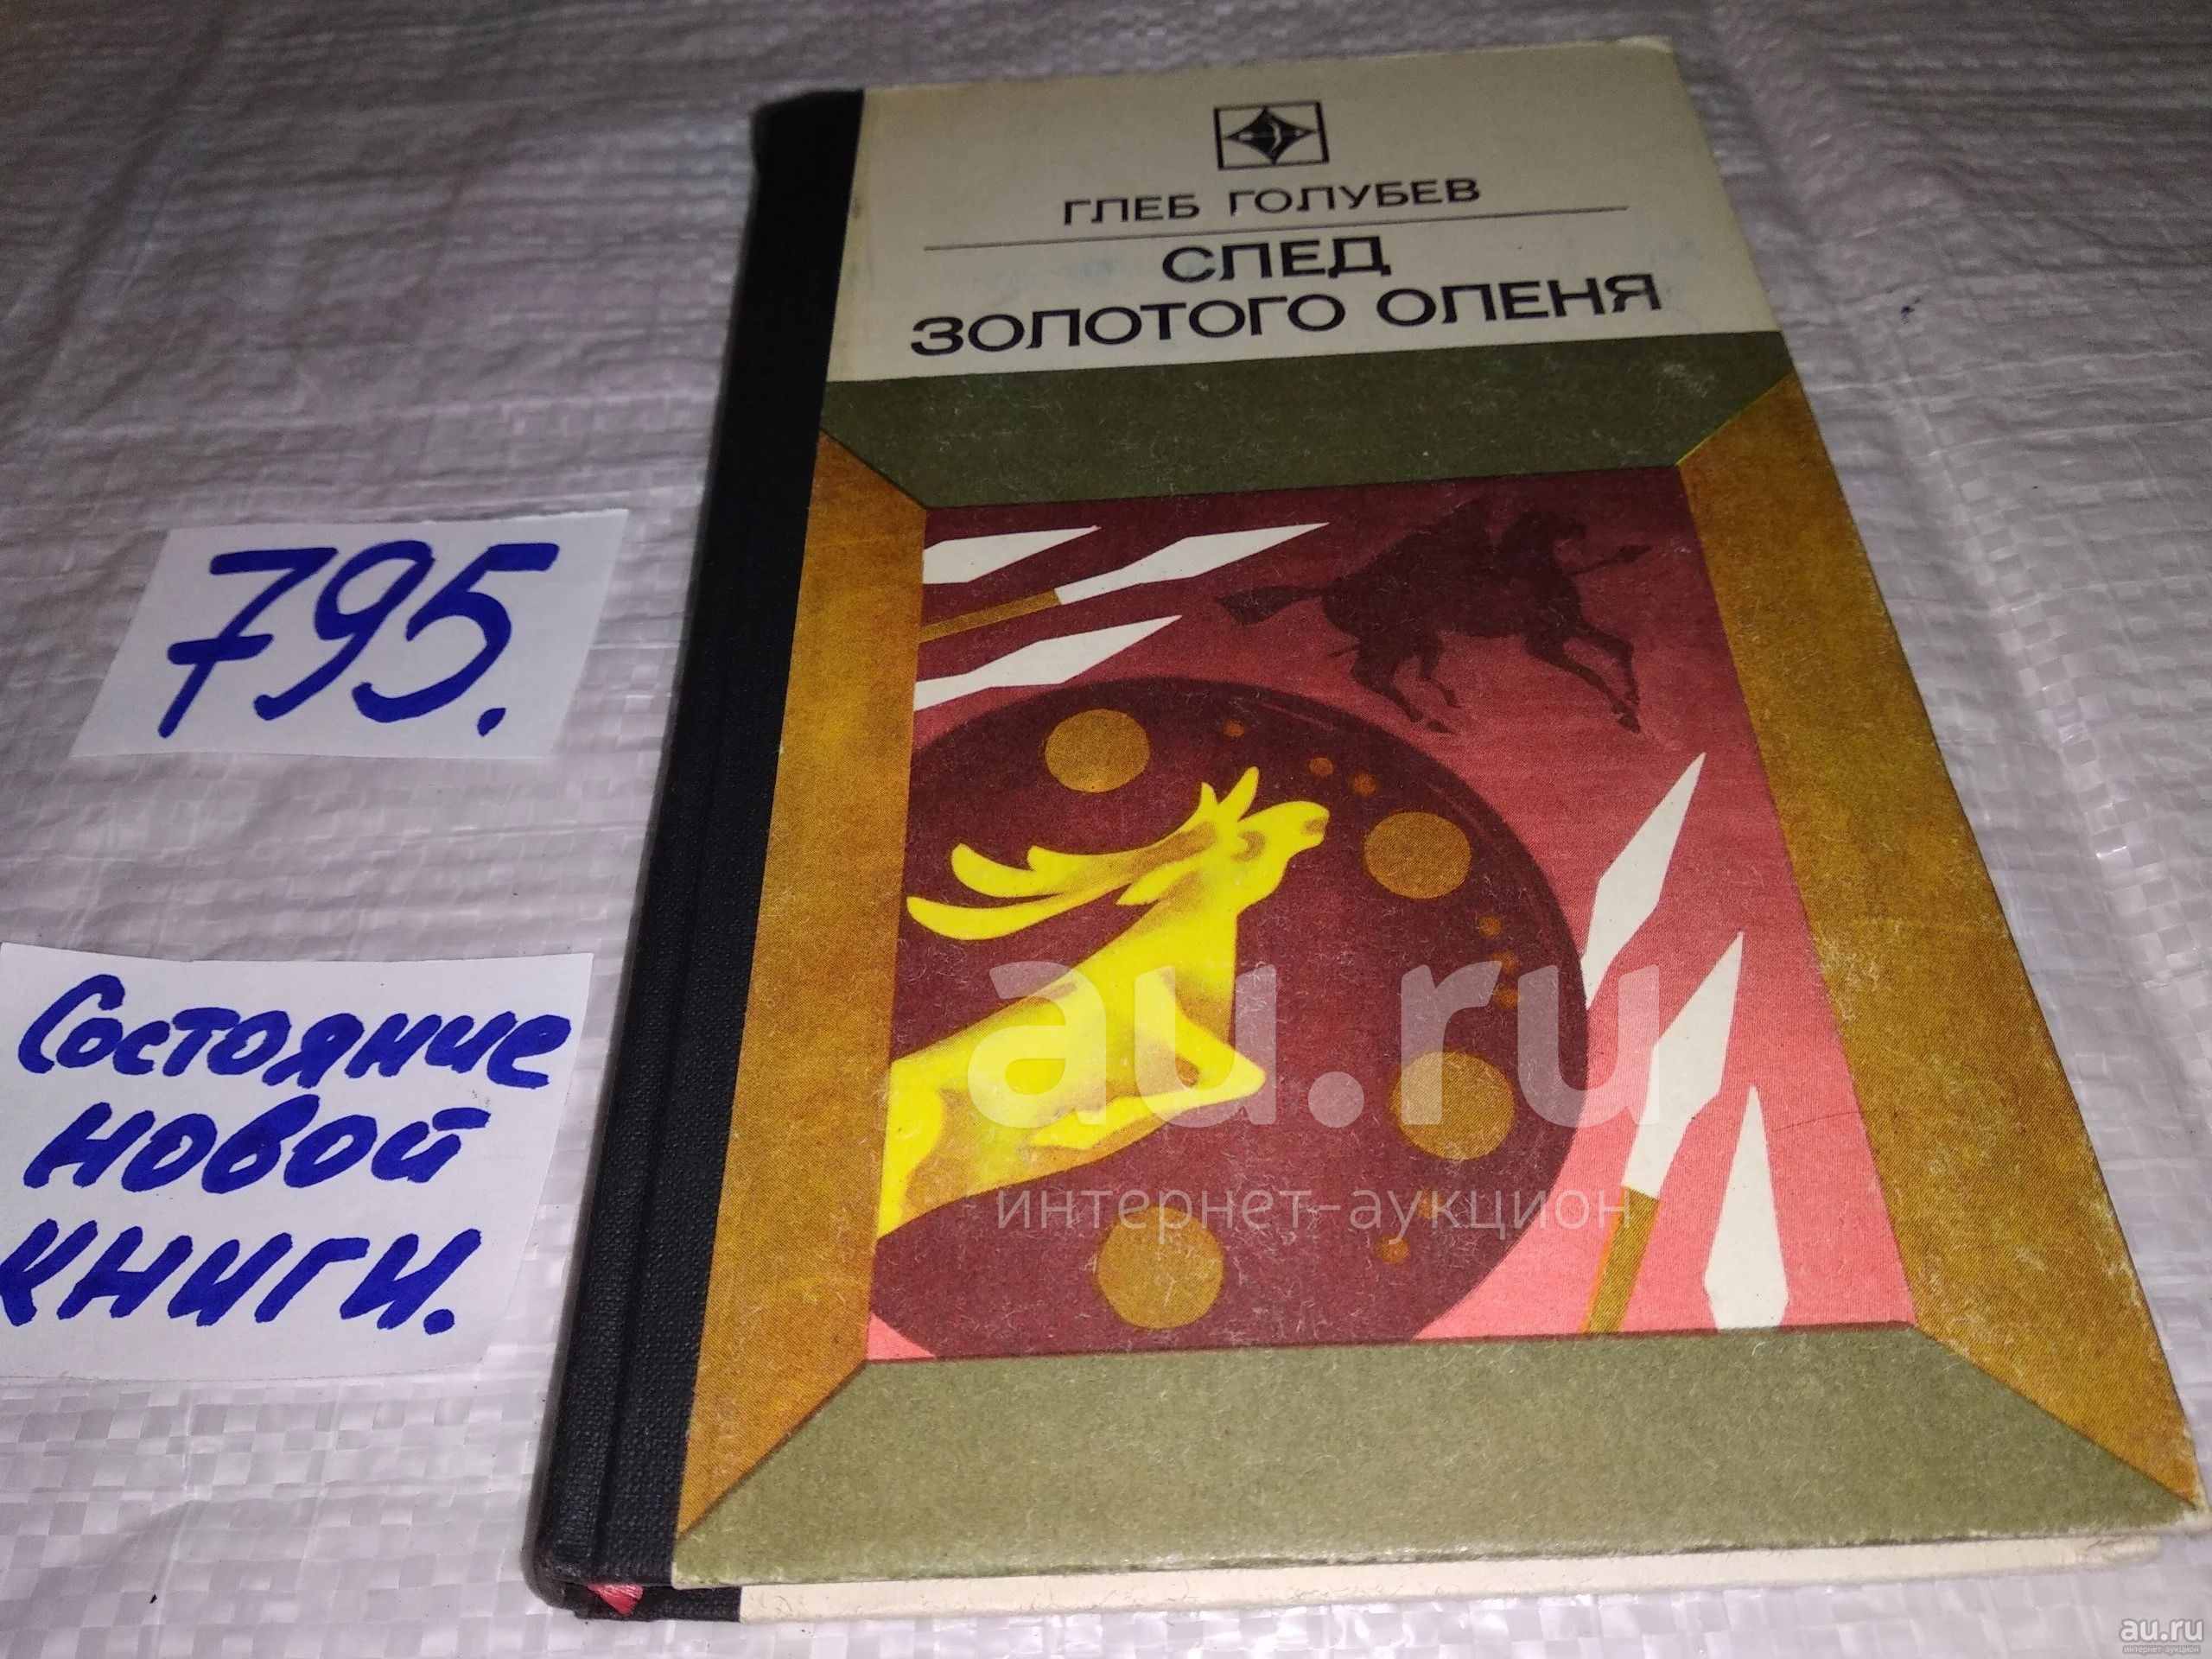 ГЛЕБ ГОЛУБЕВ
СЛЕД
ЗОЛОТОГО ОЛЕНЯ
795.
Состояние
новой
книги.
au.ru
интернет-аукцион
au.ru
интернет-аукцион